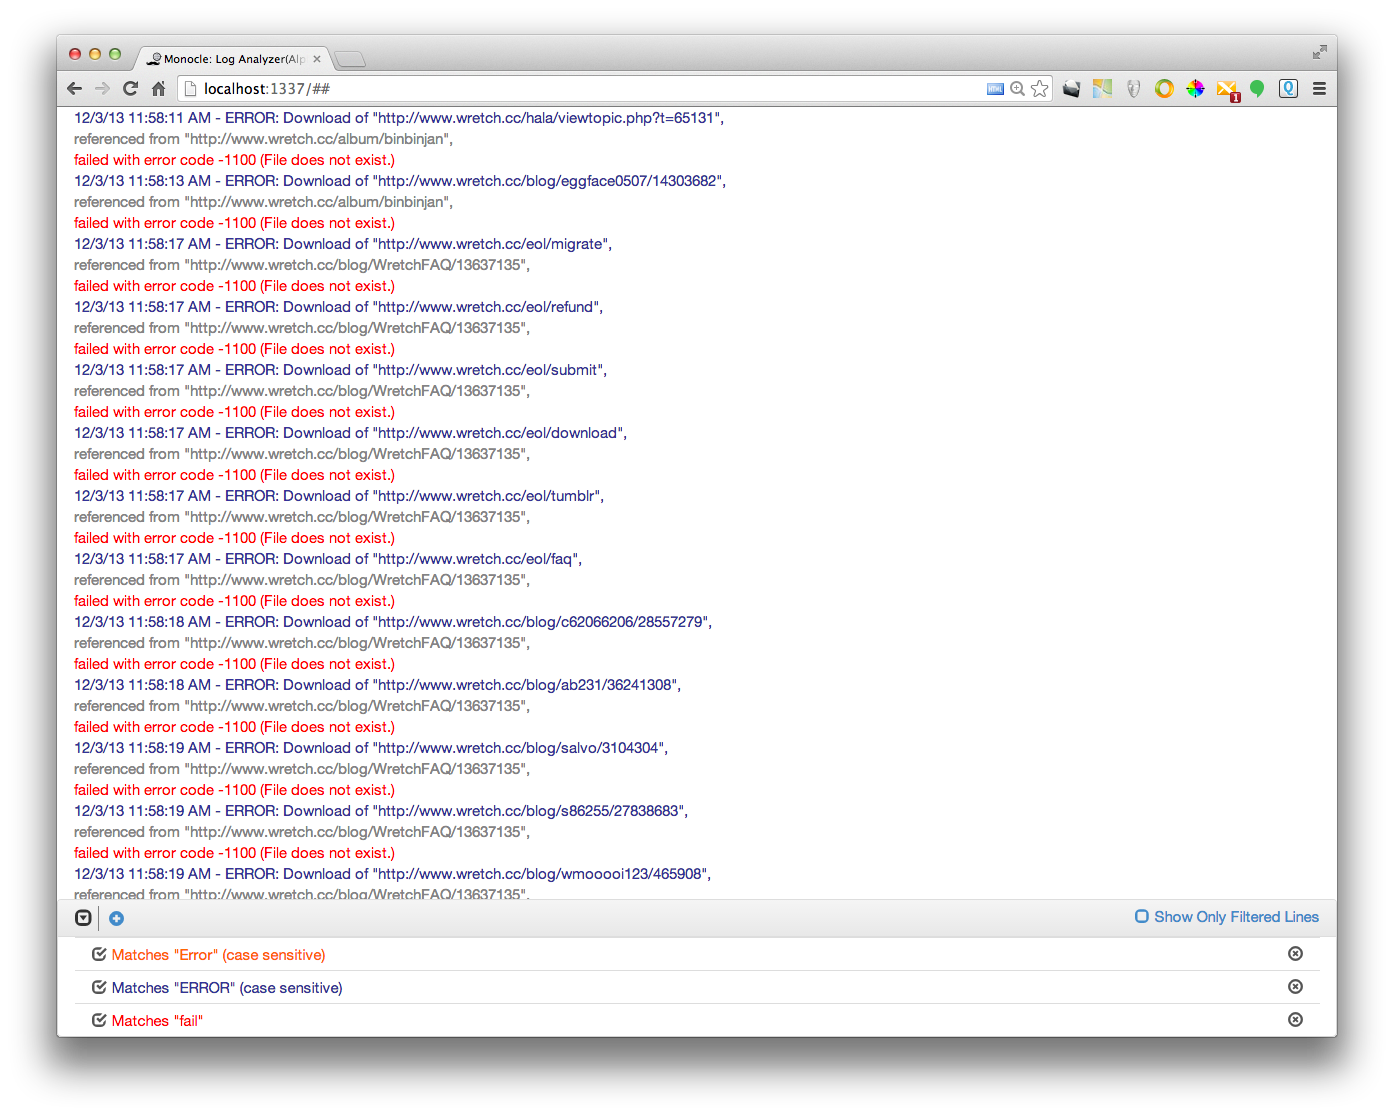 Monocle: Log Analyzer(Alp
localhost:1337/##
HTML
1
Q
12/3/13 11:58:11 AM - ERROR: Download of "http://www.wretch.cc/hala/viewtopic.php?t=65131",
referenced from "http://www.wretch.cc/album/binbinjan",
failed with error code -1100 (File does not exist.)
12/3/13 11:58:13 AM - ERROR: Download of "http://www.wretch.cc/blog/eggface0507/14303682",
referenced from "http://www.wretch.cc/album/binbinjan",
failed with error code -1100 (File does not exist.)
12/3/13 11:58:17 AM - ERROR: Download of "http://www.wretch.cc/eol/migrate",
referenced from "http://www.wretch.cc/blog/WretchFAQ/13637135",
failed with error code -1100 (File does not exist.)
12/3/13 11:58:17 AM - ERROR: Download of "http://www.wretch.cc/eol/refund",
referenced from "http://www.wretch.cc/blog/WretchFAQ/13637135",
failed with error code -1100 (File does not exist.)
12/3/13 11:58:17 AM - ERROR: Download of "http://www.wretch.cc/eol/submit",
referenced from "http://www.wretch.cc/blog/WretchFAQ/13637135",
failed with error code -1100 (File does not exist.)
12/3/13 11:58:17 AM - ERROR: Download of "http://www.wretch.cc/eol/download",
referenced from "http://www.wretch.cc/blog/WretchFAQ/13637135",
failed with error code -1100 (File does not exist.)
12/3/13 11:58:17 AM - ERROR: Download of "http://www.wretch.cc/eol/tumblr",
referenced from "http://www.wretch.cc/blog/WretchFAQ/13637135",
failed with error code -1100 (File does not exist.)
12/3/13 11:58:17 AM - ERROR: Download of "http://www.wretch.cc/eol/faq",
referenced from "http://www.wretch.cc/blog/WretchFAQ/13637135",
failed with error code -1100 (File does not exist.)
12/3/13 11:58:18 AM - ERROR: Download of "http://www.wretch.cc/blog/c62066206/28557279",
referenced from "http://www.wretch.cc/blog/WretchFAQ/13637135",
failed with error code -1100 (File does not exist.)
12/3/13 11:58:18 AM - ERROR: Download of "http://www.wretch.cc/blog/ab231/36241308",
referenced from "http://www.wretch.cc/blog/WretchFAQ/13637135",
failed with error code -1100 (File does not exist.)
12/3/13 11:58:19 AM - ERROR: Download of "http://www.wretch.cc/blog/salvo/3104304",
referenced from "http://www.wretch.cc/blog/WretchFAQ/13637135",
failed with error code -1100 (File does not exist.)
12/3/13 11:58:19 AM - ERROR: Download of "http://www.wretch.cc/blog/s86255/27838683",
referenced from "http://www.wretch.cc/blog/WretchFAQ/13637135",
failed with error code -1100 (File does not exist.)
12/3/13 11:58:19 AM - ERROR: Download of "http://www.wretch.cc/blog/wmooooi123/465908",
referenced from "http://www.wretch.cc/blog/WretchFAQ/13637135",
Show Only Filtered Lines
Matches "Error" (case sensitive)
Matches "ERROR" (case sensitive)
Matches "fail"